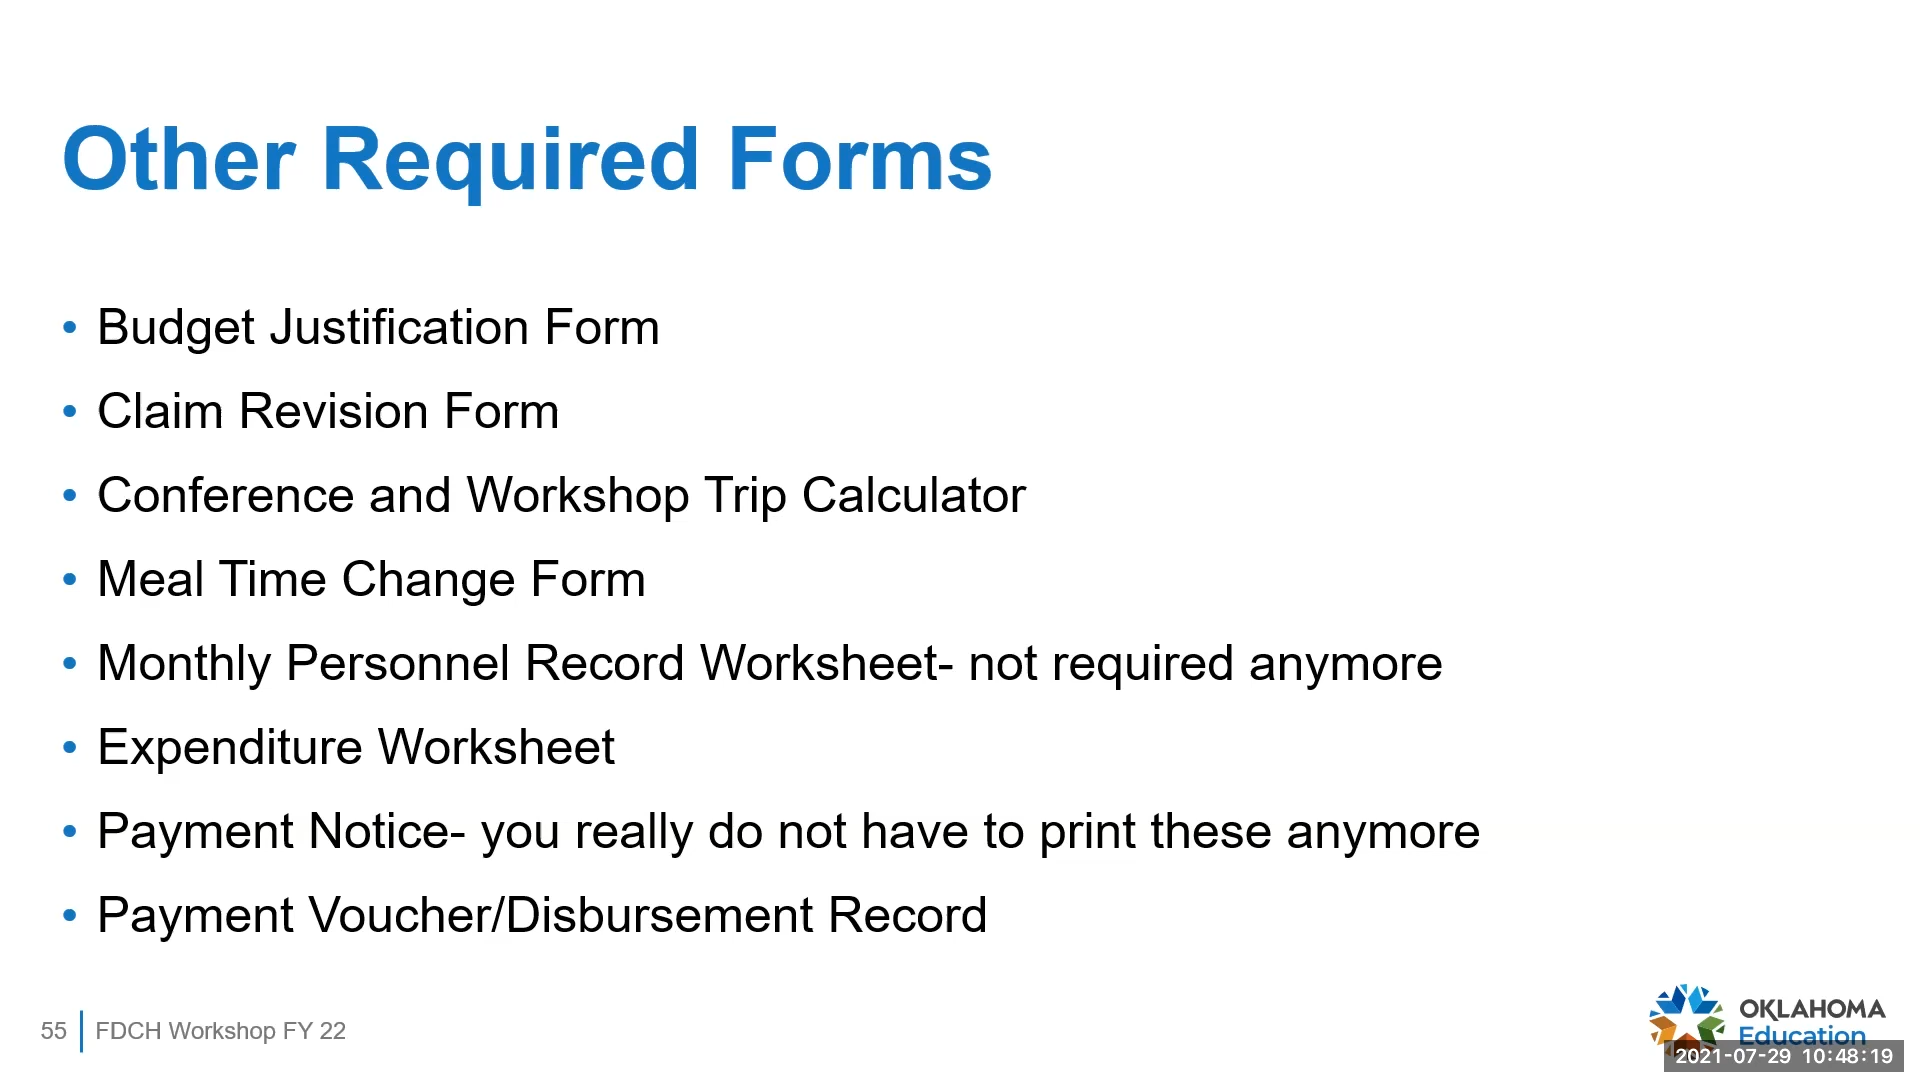 Other Required Forms
• Budget Justification Form
• Claim Revision Form
• Conference and Workshop Trip Calculator
• Meal Time Change Form
• Monthly Personnel Record Worksheet- not required anymore
• Expenditure Worksheet
• Payment Notice- you really do not have to print these anymore
• Payment Voucher/Disbursement Record
55 FDCH Workshop FY 22
OKLAHOMA
Education
2021-07-29 10:48:19